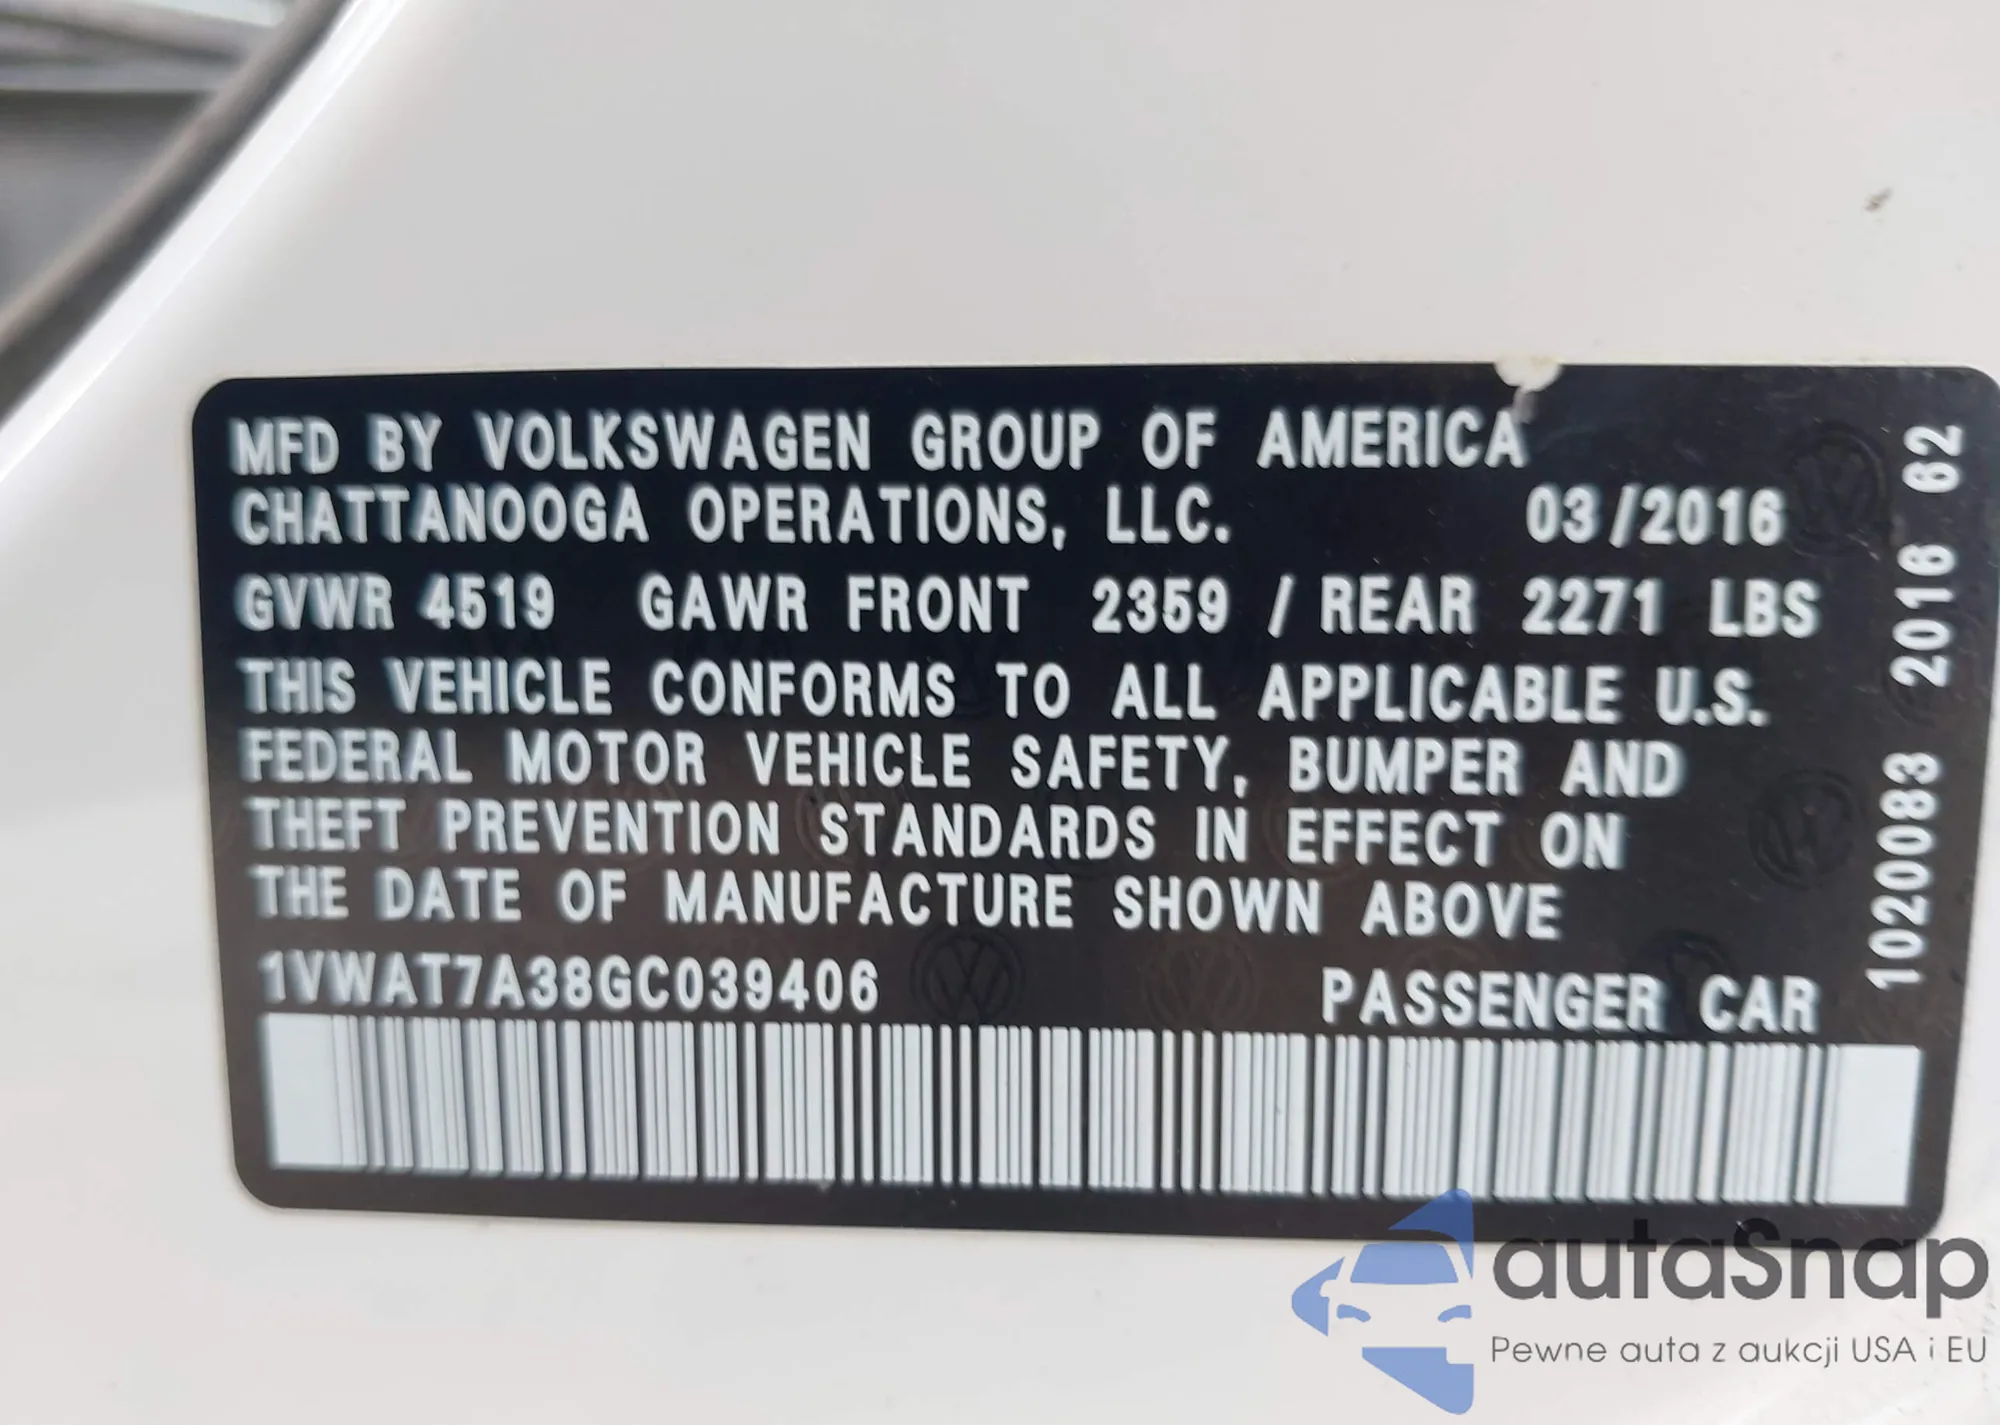 MFD BY VOLKSWAGEN GROUP OF AMERICA
CHATTANOOGA OPERATIONS, LLC. 03/2016
GVWR 4519 GAWR FRONT 2359 / REAR 2271 LBS
THIS VEHICLE CONFORMS TO ALL APPLICABLE U.S.
FEDERAL MOTOR VEHICLE SAFETY, BUMPER AND
THEFT PREVENTION STANDARDS IN EFFECT ON
THE DATE OF MANUFACTURE SHOWN ABOVE
1VWAT7A38GC039406 PASSENGER CAR
1020083 2016 62
autaSnap
Pewne auta z aukcji USA i EU